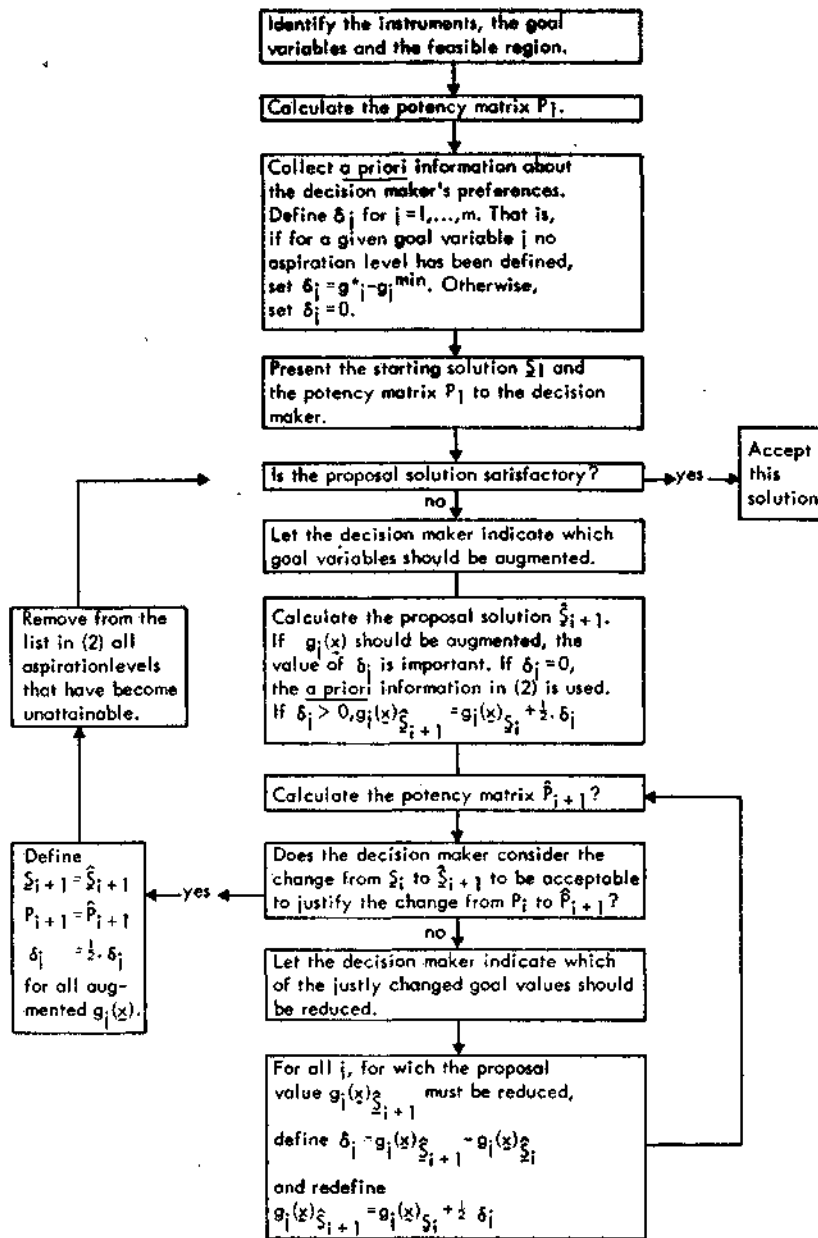 Identify the instruments, the goal
variables and the feasible region.
Calculate the potency matrix P₁.
Collect a priori information about
the decision maker's preferences.
Define δⱼ for j = 1,...,m. That is,
if for a given goal variable j no
aspiration level has been defined,
set δⱼ = g*ⱼ-gⱼᵐⁱⁿ. Otherwise,
set δⱼ = 0.
Present the starting solution S₁ and
the potency matrix P₁ to the decision
maker.
Is the proposal solution satisfactory?
yes
Accept
this
solution
no
Let the decision maker indicate which
goal variables should be augmented.
Calculate the proposal solution Ŝᵢ₊₁.
If gⱼ(x) should be augmented, the
value of δⱼ is important. If δⱼ = 0,
the a priori information in (2) is used.
If δⱼ > 0, gⱼ(x)Ŝᵢ₊₁ = gⱼ(x)Sᵢ + ½. δⱼ
Remove from the
list in (2) all
aspirationlevels
that have become
unattainable.
Calculate the potency matrix P̂ᵢ₊₁?
Does the decision maker consider the
change from Sᵢ to Ŝᵢ₊₁ to be acceptable
to justify the change from Pᵢ to P̂ᵢ₊₁?
yes
Define
Sᵢ₊₁ = Ŝᵢ₊₁
Pᵢ₊₁ = P̂ᵢ₊₁
δⱼ = ½. δⱼ
for all aug-
mented gⱼ(x).
no
Let the decision maker indicate which
of the justly changed goal values should
be reduced.
For all j, for wich the proposal
value gⱼ(x)Ŝᵢ₊₁ must be reduced,
define δⱼ = gⱼ(x)Ŝᵢ₊₁ - gⱼ(x)Ŝᵢ
and redefine
gⱼ(x)Ŝᵢ₊₁ = gⱼ(x)Sᵢ + ½ δⱼ